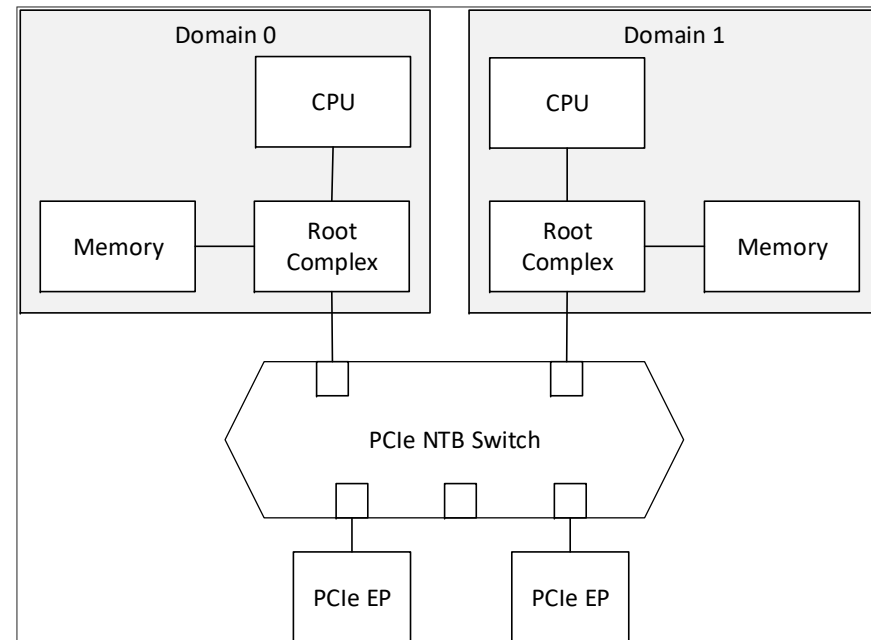 Domain 0
Domain 1
CPU
CPU
Memory
Root
Complex
Root
Complex
Memory
PCIe NTB Switch
PCIe EP
PCIe EP